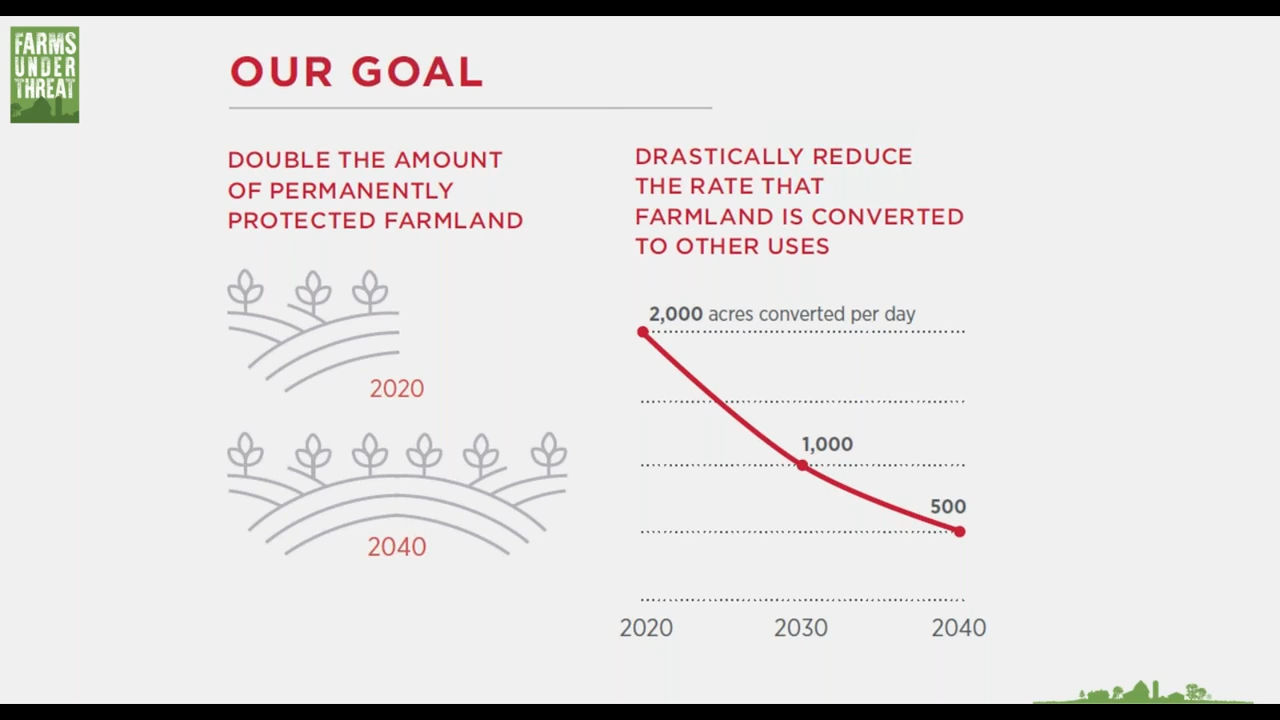 FARMS
UNDER
THREAT
OUR GOAL
DOUBLE THE AMOUNT
OF PERMANENTLY
PROTECTED FARMLAND
2020
2040
DRASTICALLY REDUCE
THE RATE THAT
FARMLAND IS CONVERTED
TO OTHER USES
2,000 acres converted per day
1,000
500
2020 2030 2040